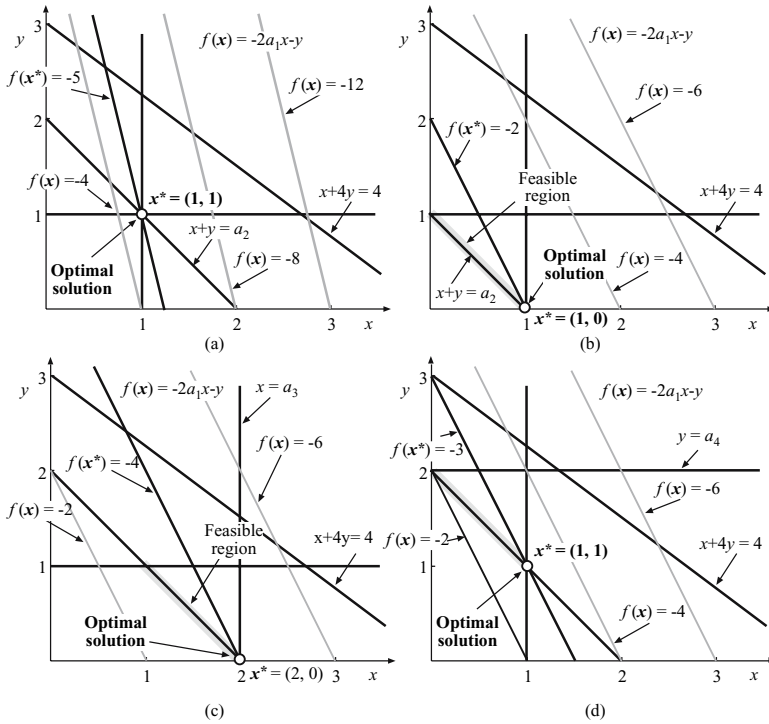 y
3
f(x) = -2a₁x-y
f(x*) = -5
f(x) = -12
2
f(x) = -4
x* = (1, 1)
x+4y = 4
1
x+y = a₂
Optimal
solution
f(x) = -8
1
2
3
x
(a)
y
3
f(x) = -2a₁x-y
f(x) = -6
2
f(x*) = -2
Feasible
region
x+4y = 4
1
Optimal
solution
f(x) = -4
x+y = a₂
1
2
3
x
x* = (1, 0)
(b)
y
3
f(x) = -2a₁x-y
x = a₃
f(x) = -6
f(x*) = -4
2
f(x) = -2
Feasible
region
x+4y= 4
1
Optimal
solution
1
2
x* = (2, 0)
3
x
(c)
y
3
f(x) = -2a₁x-y
f(x*) = -3
y = a₄
2
f(x) = -6
f(x) = -2
x* = (1, 1)
x+4y = 4
1
Optimal
solution
f(x) = -4
1
2
3
x
(d)